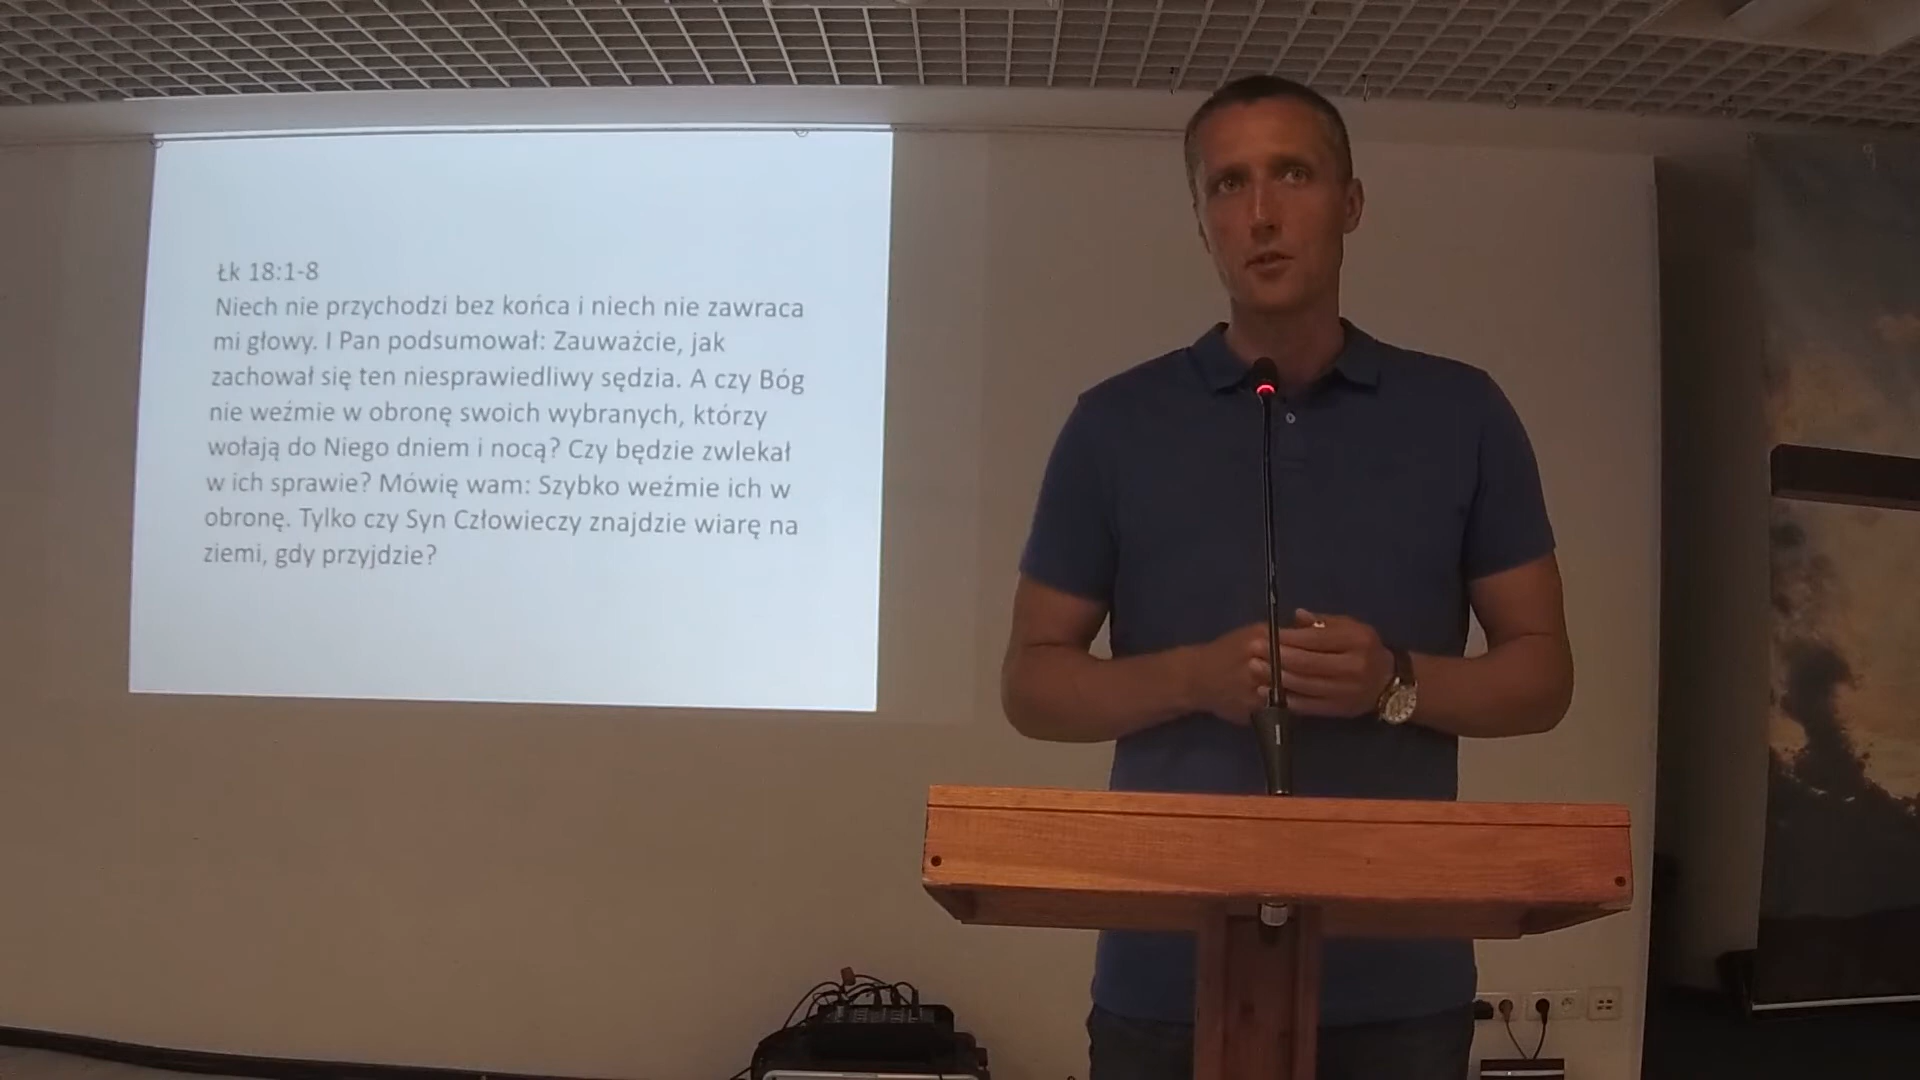 Łk 18:1-8
Niech nie przychodzi bez końca i niech nie zawraca
mi głowy. I Pan podsumował: Zauważcie, jak
zachował się ten niesprawiedliwy sędzia. A czy Bóg
nie weźmie w obronę swoich wybranych, którzy
wołają do Niego dniem i nocą? Czy będzie zwlekał
w ich sprawie? Mówię wam: Szybko weźmie ich w
obronę. Tylko czy Syn Człowieczy znajdzie wiarę na
ziemi, gdy przyjdzie?